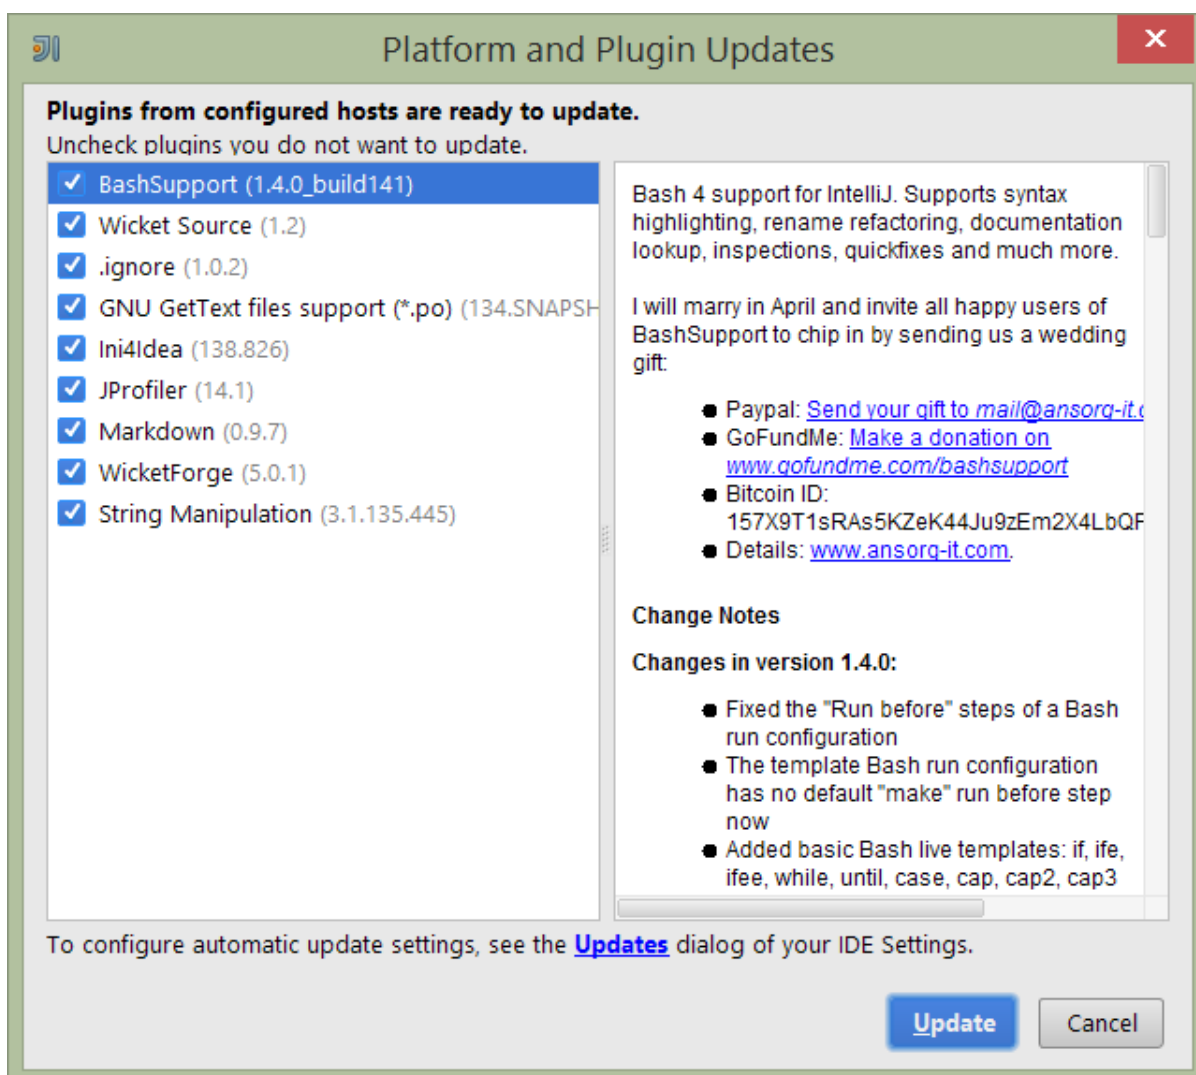 Platform and Plugin Updates
Plugins from configured hosts are ready to update.
Uncheck plugins you do not want to update.
BashSupport (1.4.0_build141)
Wicket Source (1.2)
.ignore (1.0.2)
GNU GetText files support (*.po) (134.SNAPSH
Ini4Idea (138.826)
JProfiler (14.1)
Markdown (0.9.7)
WicketForge (5.0.1)
String Manipulation (3.1.135.445)
Bash 4 support for IntelliJ. Supports syntax
highlighting, rename refactoring, documentation
lookup, inspections, quickfixes and much more.
I will marry in April and invite all happy users of
BashSupport to chip in by sending us a wedding
gift:
Paypal: Send your gift to mail@ansorg-it.c
GoFundMe: Make a donation on
www.gofundme.com/bashsupport
Bitcoin ID:
157X9T1sRAs5KZeK44Ju9zEm2X4LbQF
Details: www.ansorg-it.com.
Change Notes
Changes in version 1.4.0:
Fixed the "Run before" steps of a Bash
run configuration
The template Bash run configuration
has no default "make" run before step
now
Added basic Bash live templates: if, ife,
ifee, while, until, case, cap, cap2, cap3
To configure automatic update settings, see the Updates dialog of your IDE Settings.
Update
Cancel